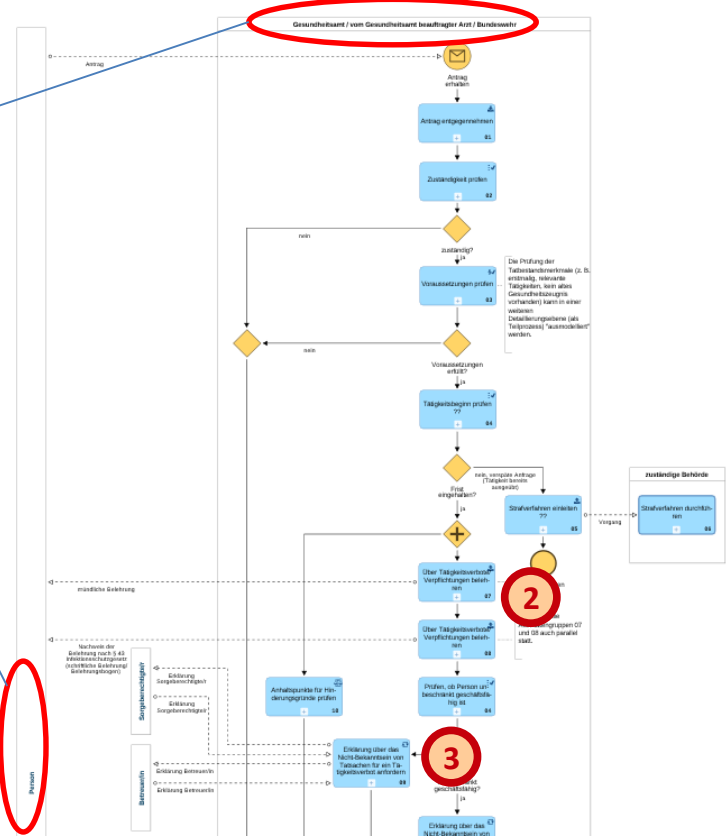 Gesundheitsamt / vom Gesundheitsamt beauftragter Arzt / Bundeswehr
Antrag
Antrag
erhalten
Antrag entgegennehmen
01
Zuständigkeit prüfen
02
nein
zuständig?
ja
Voraussetzungen prüfen
03
Die Prüfung der
Tatbestandsmerkmale (z. B.
erstmalig, relevante
Tätigkeiten, kein altes
Gesundheitszeugnis
vorhanden) kann in einer
weiteren
Detaillierungsebene (als
Teilprozess) "ausmodelliert"
werden.
nein
Voraussetzungen
erfüllt?
ja
Tätigkeitsbeginn prüfen
??
04
nein, verspäte Anfrage
(Tätigkeit bereits
ausgeübt)
Frist
eingehalten?
ja
zuständige Behörde
Strafverfahren einleiten
??
05
Vorgang
Strafverfahren durchfüh-
ren
06
Über Tätigkeitsverbote
Verpflichtungen beleh-
ren
07
mündliche Belehrung
2
Über Tätigkeitsverbote
Verpflichtungen beleh-
ren
08
07
und 08 auch parallel
statt.
Nachweis der
Belehrung nach § 43
Infektionsschutzgesetz
(schriftliche Belehrung/
Belehrungsbogen)
Sorgeberechtigte/r
Erklärung
Sorgeberechtigte/r
Erklärung
Sorgeberechtigte/r
Anhaltspunkte für Hin-
derungsgründe prüfen
Prüfen, ob Person un-
beschränkt geschäftsfä-
hig ist
Person
Betreuer/in
Erklärung Betreuer/in
Erklärung Betreuer/in
Erklärung über das
Nicht-Bekanntsein von
Tatsachen für ein Tä-
tigkeitsverbot anfordern
3
geschäftsfähig?
ja
Erklärung über das
Nicht-Bekanntsein von